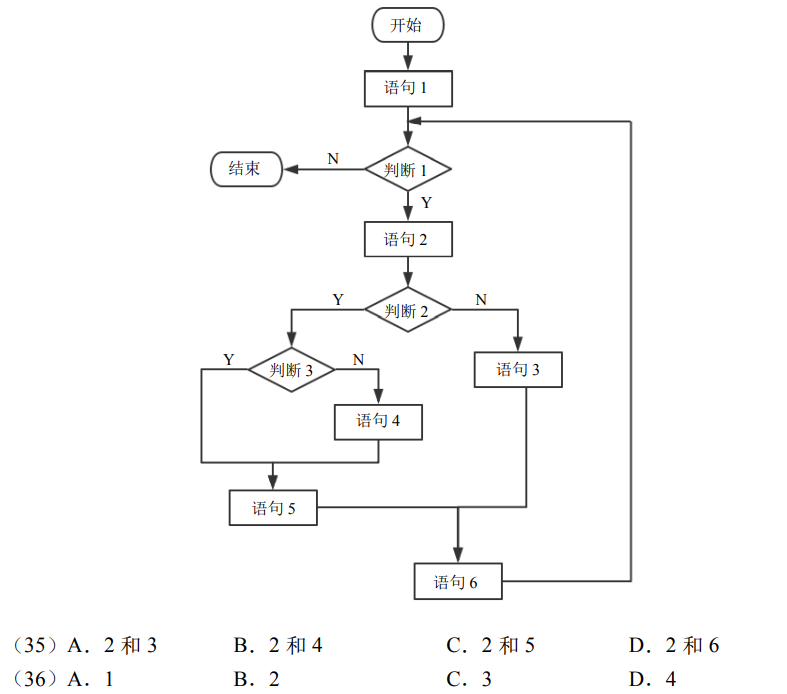 开始
语句 1
N
结束
判断 1
Y
语句 2
Y
判断 2
N
Y
判断 3
N
语句 3
语句 4
语句 5
语句 6
（35）A．2 和 3 B．2 和 4 C．2 和 5 D．2 和 6
（36）A．1 B．2 C．3 D．4